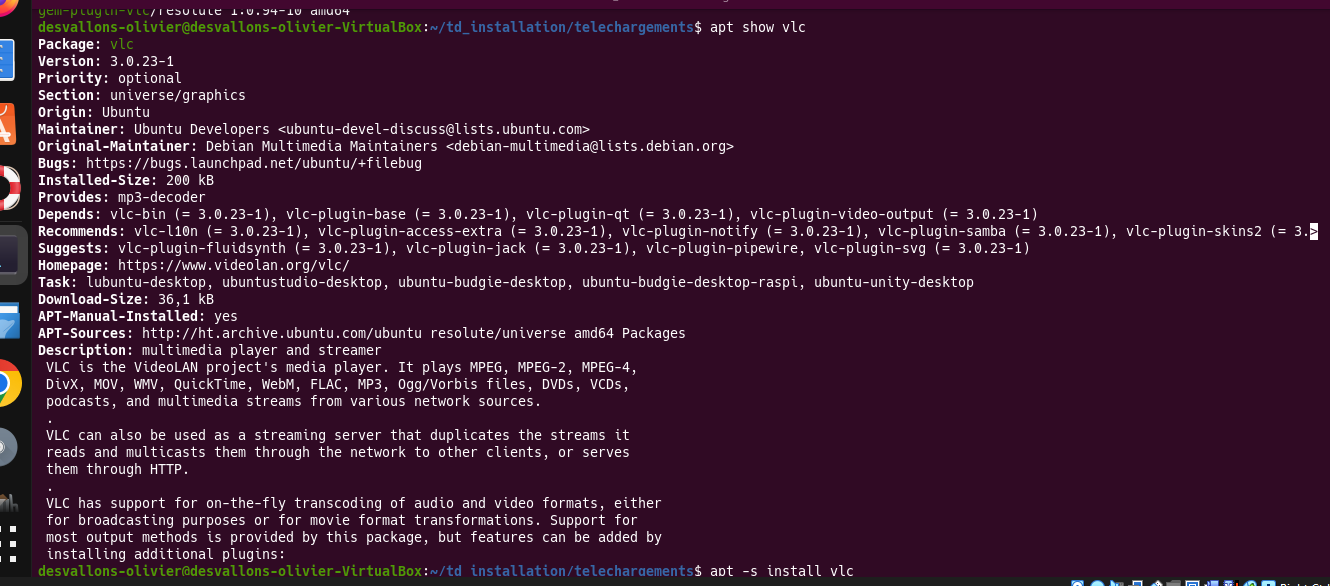 gem-plugin-vlc/resolute 1:0.94-10 amd64
desvallons-olivier@desvallons-olivier-VirtualBox:~/td_installation/telechargements$ apt show vlc
Package: vlc
Version: 3.0.23-1
Priority: optional
Section: universe/graphics
Origin: Ubuntu
Maintainer: Ubuntu Developers <ubuntu-devel-discuss@lists.ubuntu.com>
Original-Maintainer: Debian Multimedia Maintainers <debian-multimedia@lists.debian.org>
Bugs: https://bugs.launchpad.net/ubuntu/+filebug
Installed-Size: 200 kB
Provides: mp3-decoder
Depends: vlc-bin (= 3.0.23-1), vlc-plugin-base (= 3.0.23-1), vlc-plugin-qt (= 3.0.23-1), vlc-plugin-video-output (= 3.0.23-1)
Recommends: vlc-l10n (= 3.0.23-1), vlc-plugin-access-extra (= 3.0.23-1), vlc-plugin-notify (= 3.0.23-1), vlc-plugin-samba (= 3.0.23-1), vlc-plugin-skins2 (= 3.>
Suggests: vlc-plugin-fluidsynth (= 3.0.23-1), vlc-plugin-jack (= 3.0.23-1), vlc-plugin-pipewire, vlc-plugin-svg (= 3.0.23-1)
Homepage: https://www.videolan.org/vlc/
Task: lubuntu-desktop, ubuntustudio-desktop, ubuntu-budgie-desktop, ubuntu-budgie-desktop-raspi, ubuntu-unity-desktop
Download-Size: 36,1 kB
APT-Manual-Installed: yes
APT-Sources: http://ht.archive.ubuntu.com/ubuntu resolute/universe amd64 Packages
Description: multimedia player and streamer
 VLC is the VideoLAN project's media player. It plays MPEG, MPEG-2, MPEG-4,
 DivX, MOV, WMV, QuickTime, WebM, FLAC, MP3, Ogg/Vorbis files, DVDs, VCDs,
 podcasts, and multimedia streams from various network sources.
 .
 VLC can also be used as a streaming server that duplicates the streams it
 reads and multicasts them through the network to other clients, or serves
 them through HTTP.
 .
 VLC has support for on-the-fly transcoding of audio and video formats, either
 for broadcasting purposes or for movie format transformations. Support for
 most output methods is provided by this package, but features can be added by
 installing additional plugins:
desvallons-olivier@desvallons-olivier-VirtualBox:~/td_installation/telechargements$ apt -s install vlc